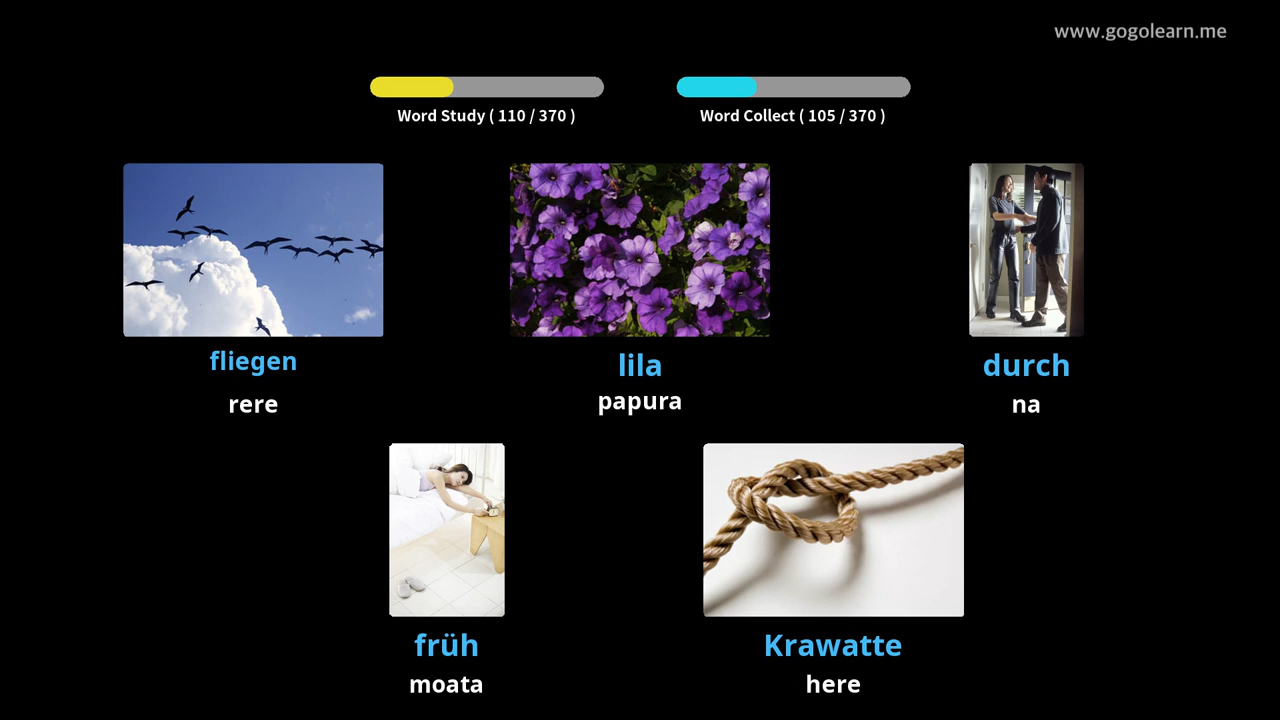 www.gogolearn.me
Word Study ( 110 / 370 )
Word Collect ( 105 / 370 )
fliegen
rere
lila
papura
durch
na
früh
moata
Krawatte
here